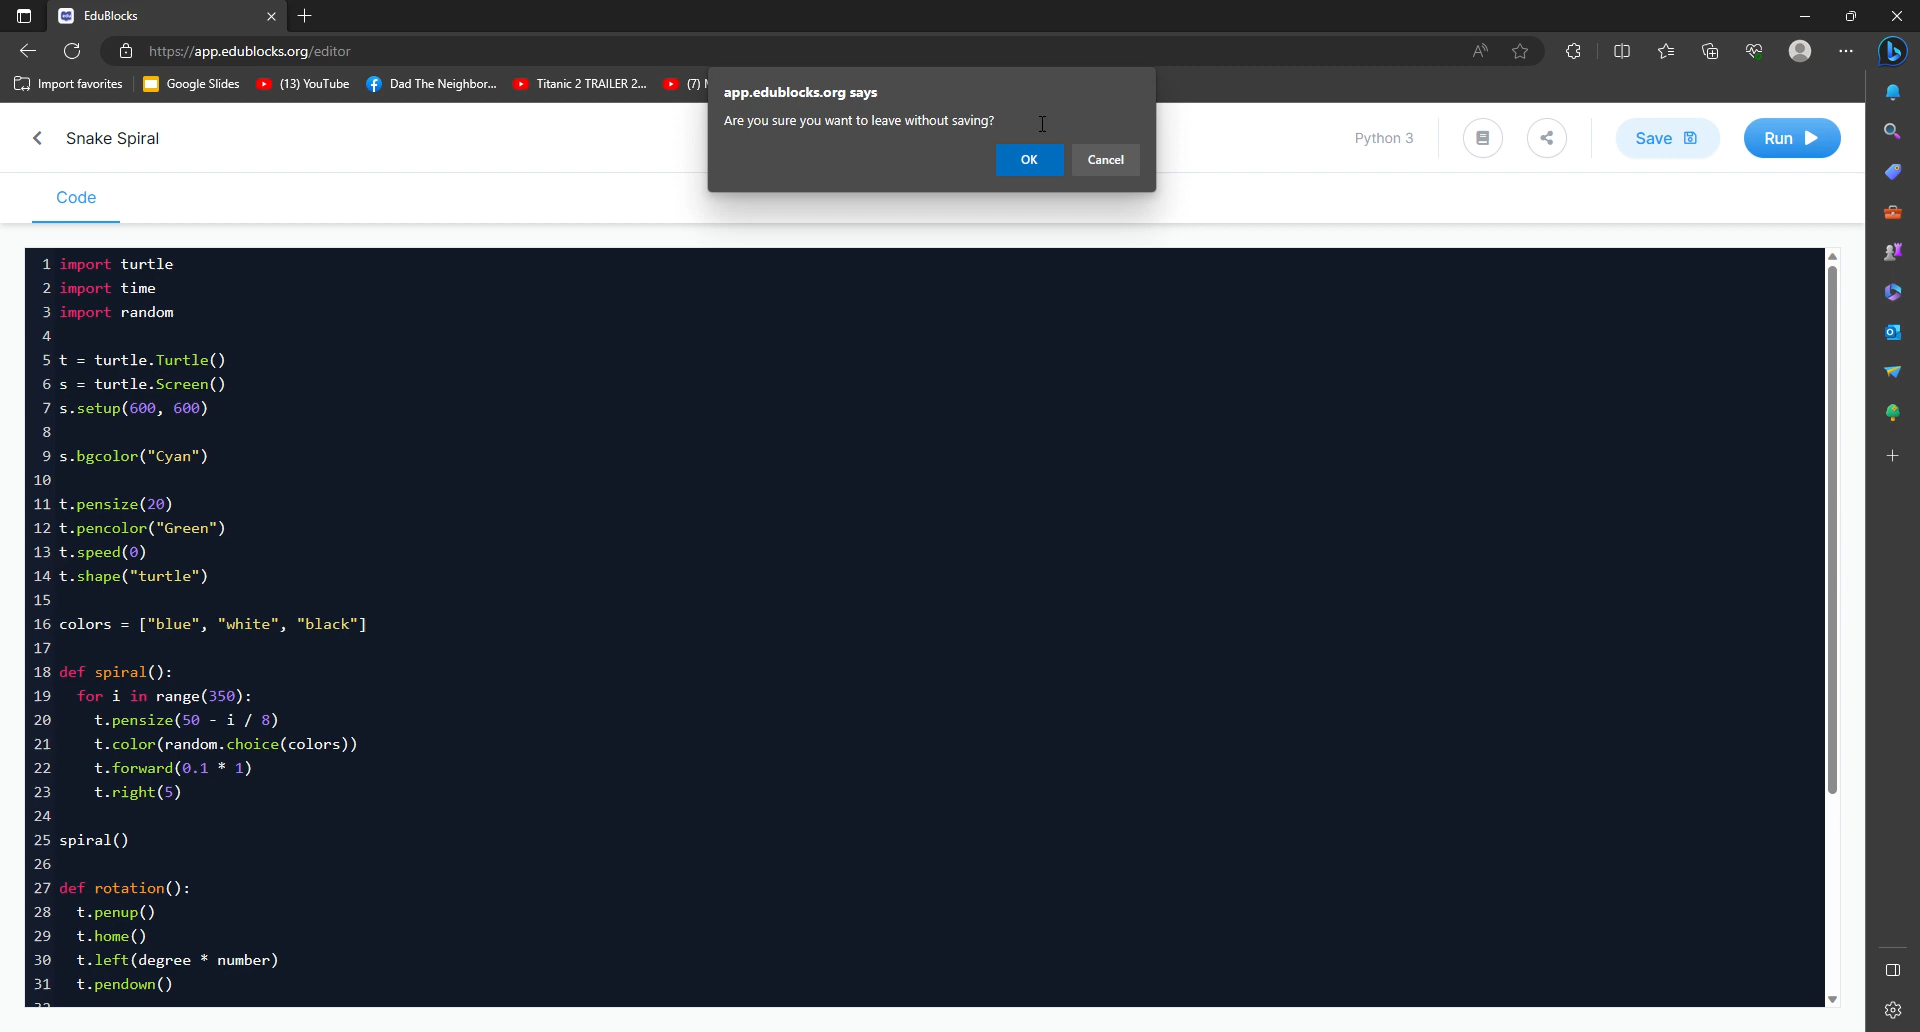 EduBlocks
https://app.edublocks.org/editor
Import favorites
Google Slides
(13) YouTube
Dad The Neighbor...
Titanic 2 TRAILER 2...
(7)
app.edublocks.org says
Are you sure you want to leave without saving?
OK
Cancel
Snake Spiral
Python 3
Save
Run
Code
1 import turtle
2 import time
3 import random
4
5 t = turtle.Turtle()
6 s = turtle.Screen()
7 s.setup(600, 600)
8
9 s.bgcolor("Cyan")
10
11 t.pensize(20)
12 t.pencolor("Green")
13 t.speed(0)
14 t.shape("turtle")
15
16 colors = ["blue", "white", "black"]
17
18 def spiral():
19 for i in range(350):
20 t.pensize(50 - i / 8)
21 t.color(random.choice(colors))
22 t.forward(0.1 * 1)
23 t.right(5)
24
25 spiral()
26
27 def rotation():
28 t.penup()
29 t.home()
30 t.left(degree * number)
31 t.pendown()